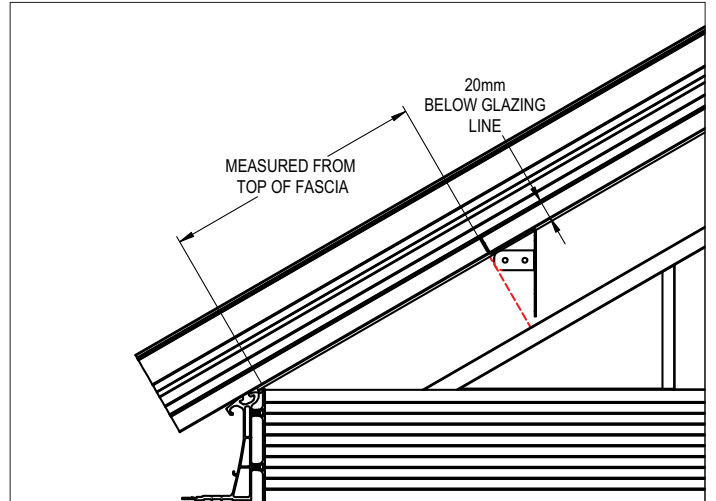 20mm
BELOW GLAZING
LINE
MEASURED FROM
TOP OF FASCIA